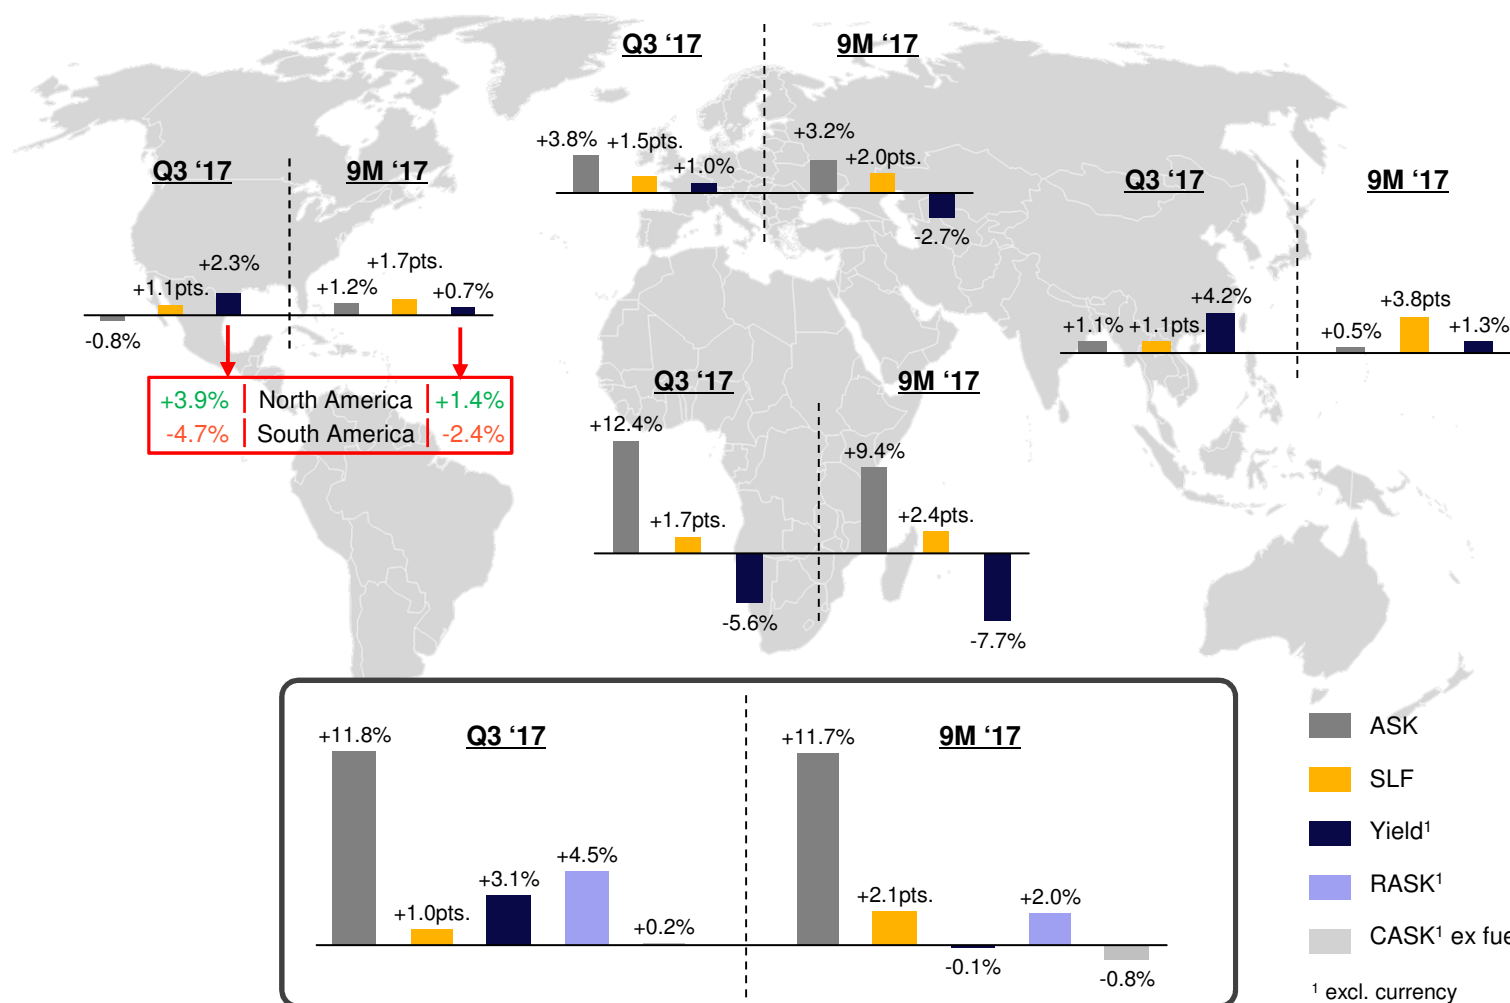 Q3 ‘17
9M ‘17
+3.8%
+1.5pts.
+1.0%
+3.2%
+2.0pts.
-2.7%
Q3 ‘17
9M ‘17
-0.8%
+1.1pts.
+2.3%
+1.2%
+1.7pts.
+0.7%
+3.9% North America +1.4%
-4.7% South America -2.4%
Q3 ‘17
9M ‘17
+1.1%
+1.1pts.
+4.2%
+0.5%
+3.8pts
+1.3%
Q3 ‘17
9M ‘17
+12.4%
+1.7pts.
-5.6%
+9.4%
+2.4pts.
-7.7%
Q3 ‘17
9M ‘17
+11.8%
+1.0pts.
+3.1%
+4.5%
+0.2%
+11.7%
+2.1pts.
-0.1%
+2.0%
-0.8%
ASK
SLF
Yield¹
RASK¹
CASK¹ ex fue
¹ excl. currency